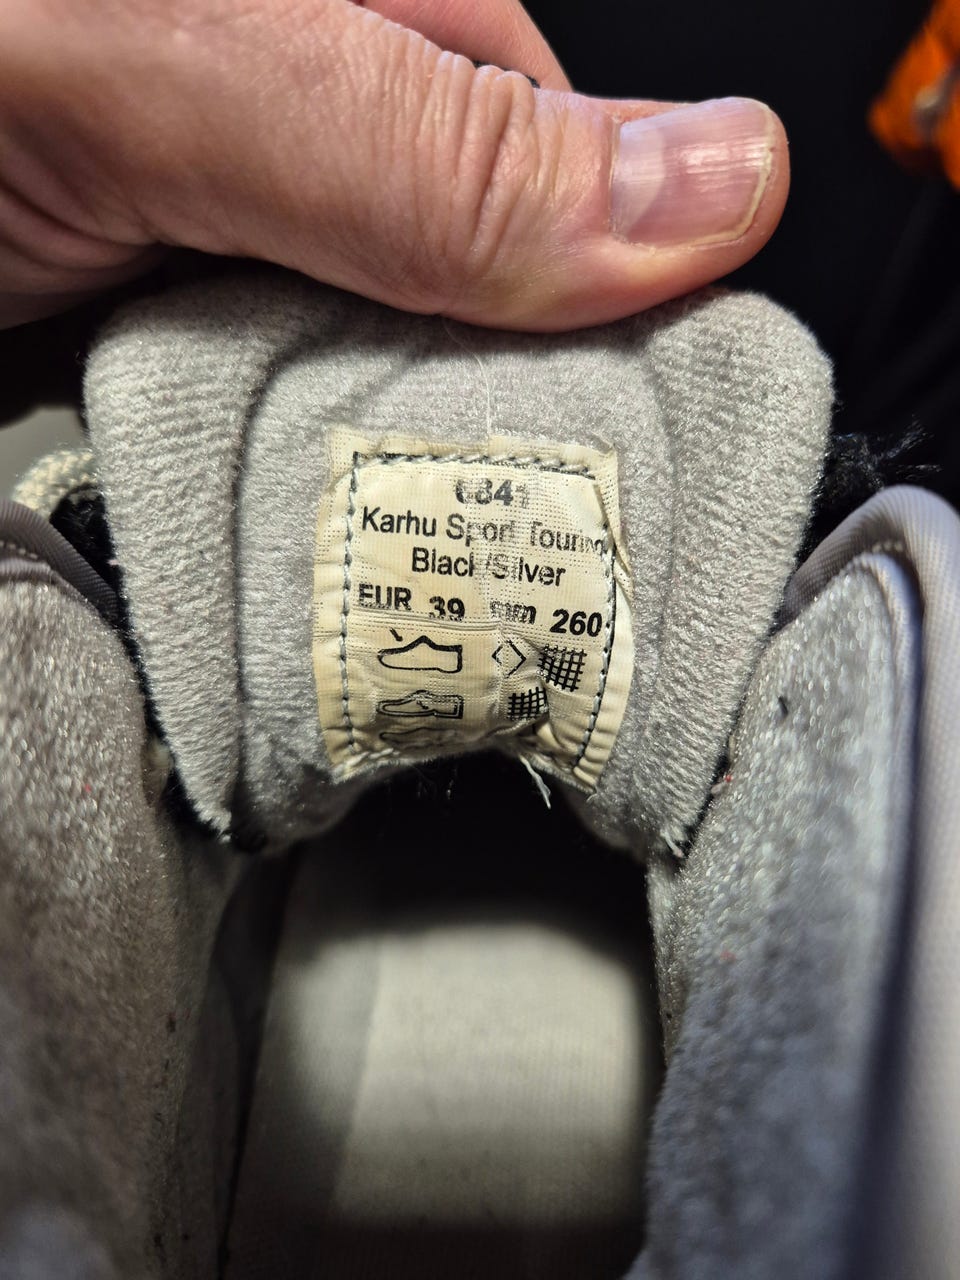 Karhu Sport Touring
Black/Silver
EUR 39 mm 260